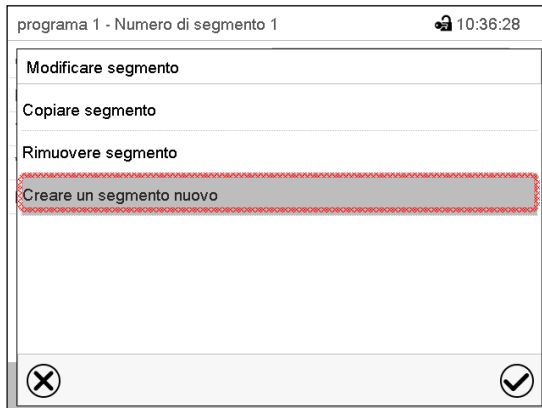 programa 1 - Numero di segmento 1 10:36:28
Modificare segmento
Copiare segmento
Rimuovere segmento
Creare un segmento nuovo